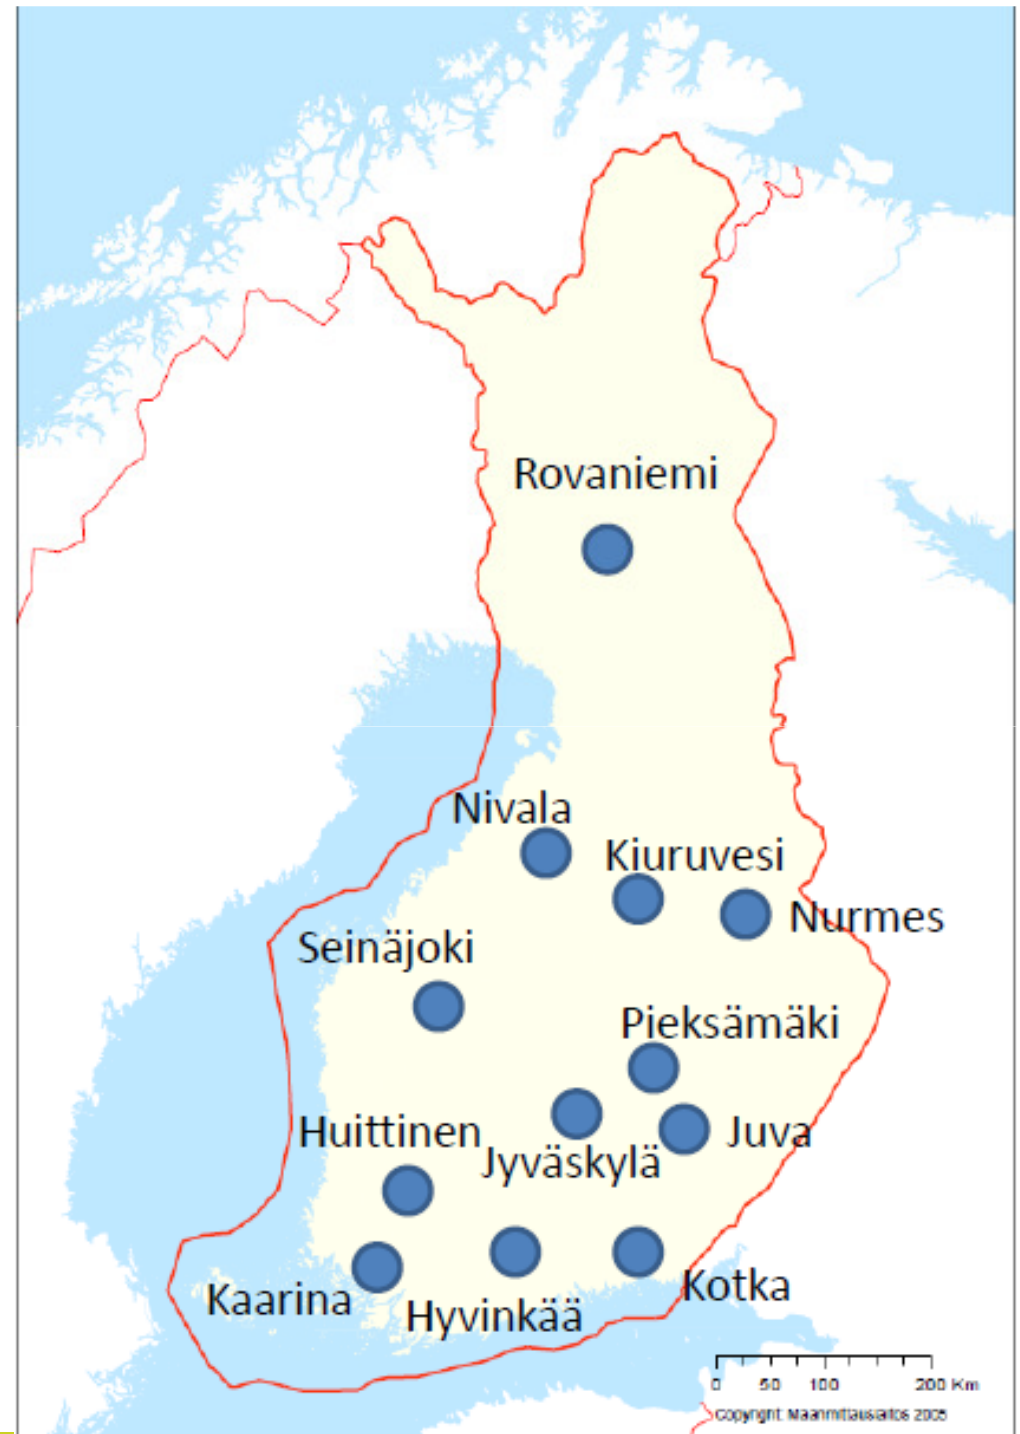 Rovaniemi
Nivala
Kiuruvesi
Nurmes
Seinäjoki
Pieksämäki
Huittinen
Jyväskylä
Juva
Kaarina
Hyvinkää
Kotka
0 50 100 200 Km
Copyright: Maanmittauslaitos 2005